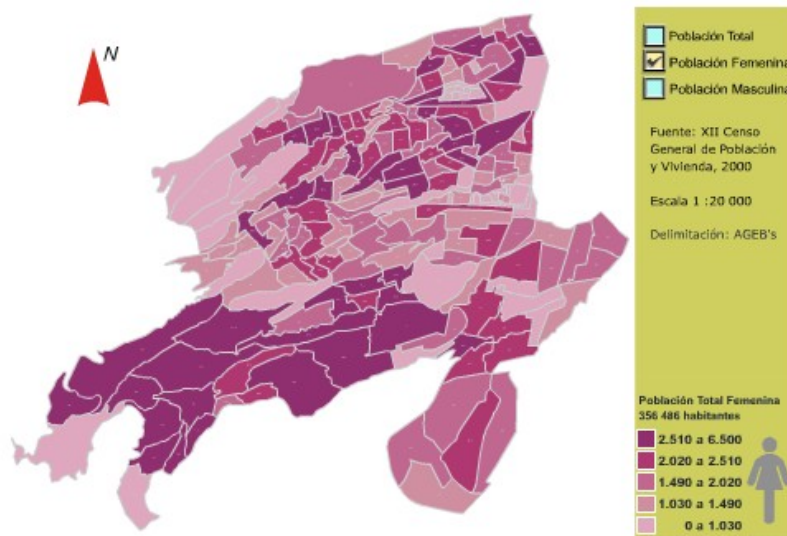 N
Población Total
Población Femenina
Población Masculina
Fuente: XII Censo
General de Población
y Vivienda, 2000
Escala 1 :20 000
Delimitación: AGEB's
Población Total Femenina
356 486 habitantes
2.510 a 6.500
2.020 a 2.510
1.490 a 2.020
1.030 a 1.490
0 a 1.030